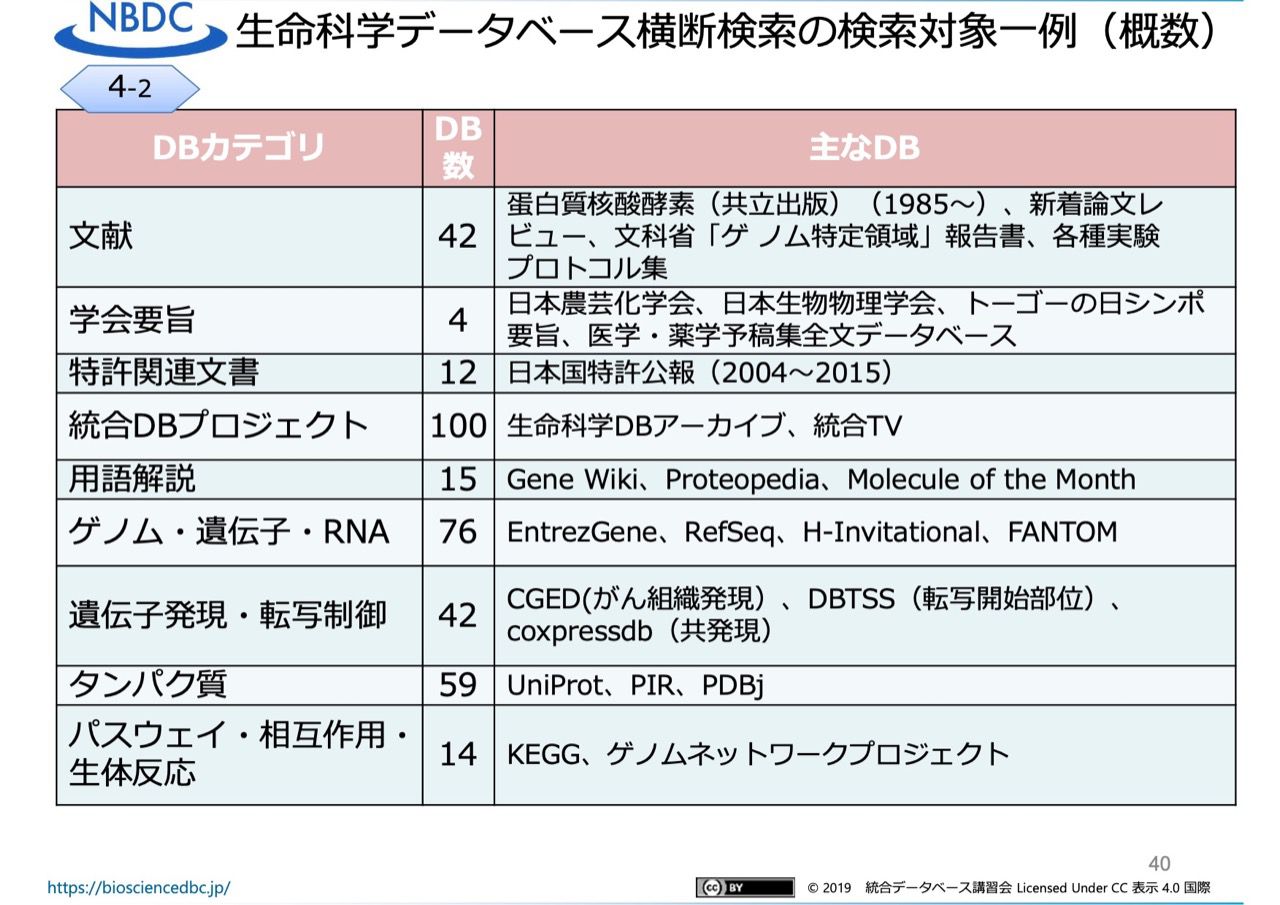 NBDC
生命科学データベース横断検索の検索対象一例（概数）
4-2
DBカテゴリ
DB
数
主なDB
文献
42
蛋白質核酸酵素（共立出版）（1985～）、新着論文レ
ビュー、文科省「ゲ ノム特定領域」報告書、各種実験
プロトコル集
学会要旨
4
日本農芸化学会、日本生物物理学会、トーゴーの日シンポ
要旨、医学・薬学予稿集全文データベース
特許関連文書
12
日本国特許公報（2004～2015）
統合DBプロジェクト
100
生命科学DBアーカイブ、統合TV
用語解説
15
Gene Wiki、Proteopedia、Molecule of the Month
ゲノム・遺伝子・RNA
76
EntrezGene、RefSeq、H-Invitational、FANTOM
遺伝子発現・転写制御
42
CGED(がん組織発現）、DBTSS（転写開始部位）、
coxpressdb（共発現）
タンパク質
59
UniProt、PIR、PDBj
パスウェイ・相互作用・
生体反応
14
KEGG、ゲノムネットワークプロジェクト
40
https://biosciencedbc.jp/
cc BY
© 2019 統合データベース講習会 Licensed Under CC 表示 4.0 国際